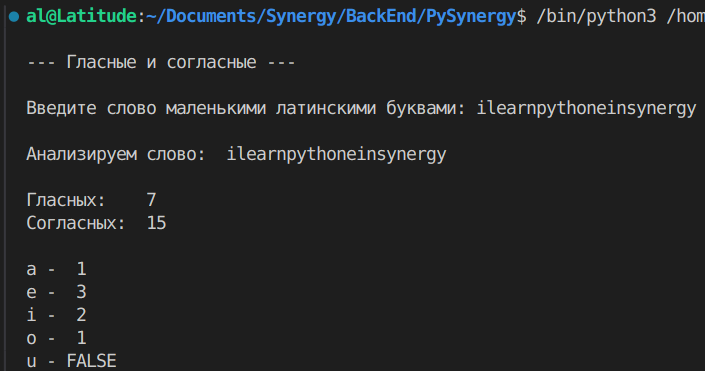 al@Latitude:~/Documents/Synergy/BackEnd/PySynergy$ /bin/python3 /hom
--- Гласные и согласные ---
Введите слово маленькими латинскими буквами: ilearnpythoneinsynergy
Анализируем слово:  ilearnpythoneinsynergy
Гласных:    7
Согласных:  15
a -  1
e -  3
i -  2
o -  1
u - FALSE